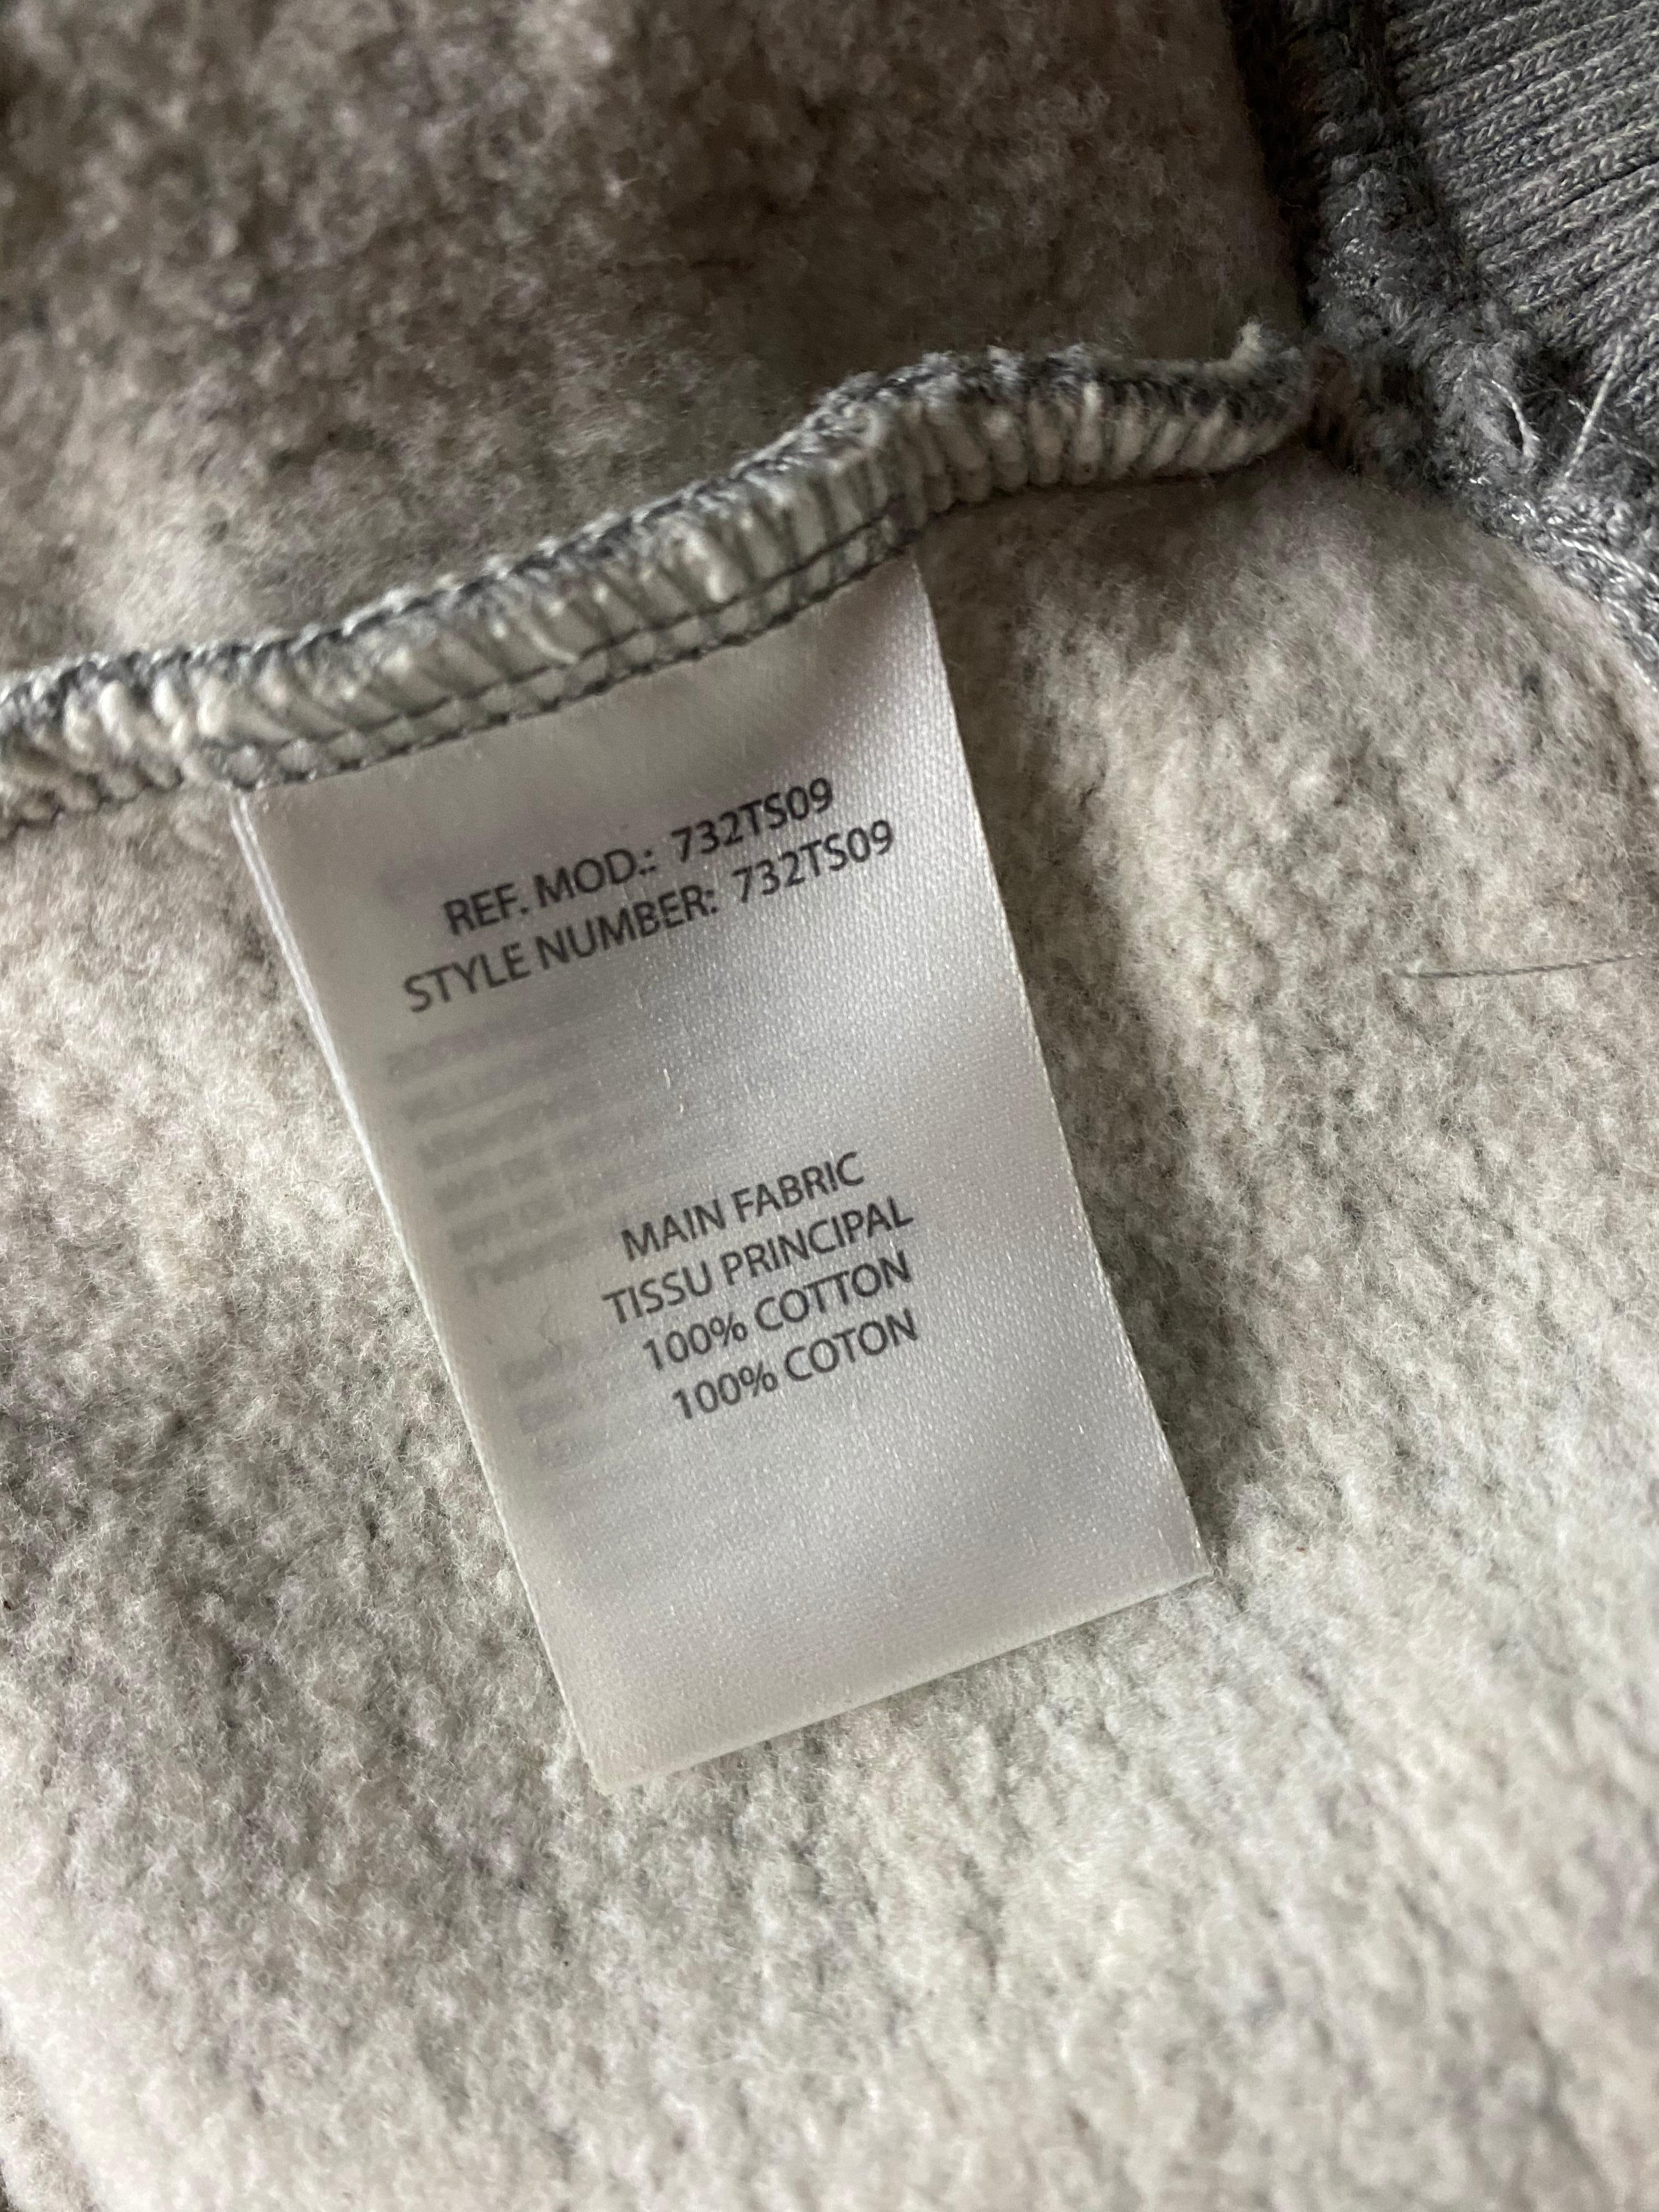 REF. MOD.: 732TS09
STYLE NUMBER: 732TS09
MAIN FABRIC
TISSU PRINCIPAL
100% COTTON
100% COTON